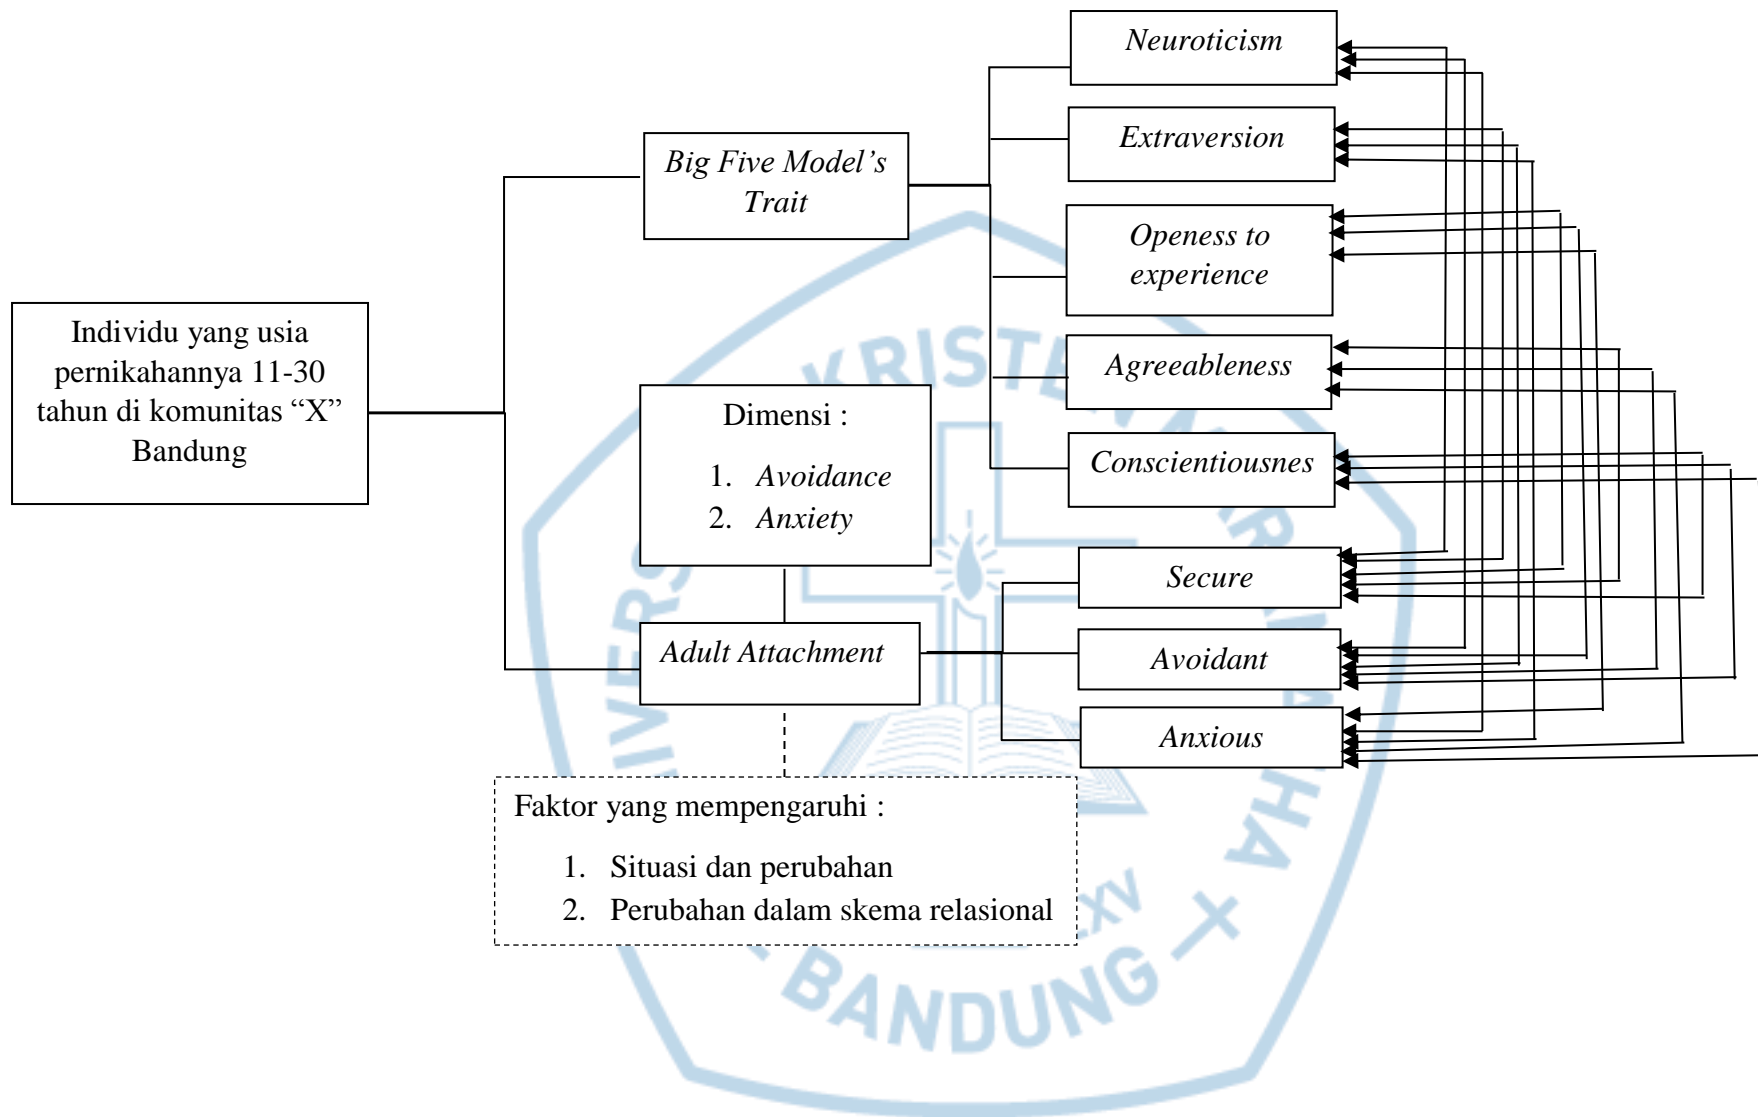 Neuroticism
Extraversion
Big Five Model’s
Trait
Openess to
experience
Individu yang usia
pernikahannya 11-30
tahun di komunitas “X”
Bandung
Agreeableness
Dimensi :
1. Avoidance
2. Anxiety
Conscientiousnes
Secure
Adult Attachment
Avoidant
Anxious
Faktor yang mempengaruhi :
1. Situasi dan perubahan
2. Perubahan dalam skema relasional
KRISTEN
BANDUNG